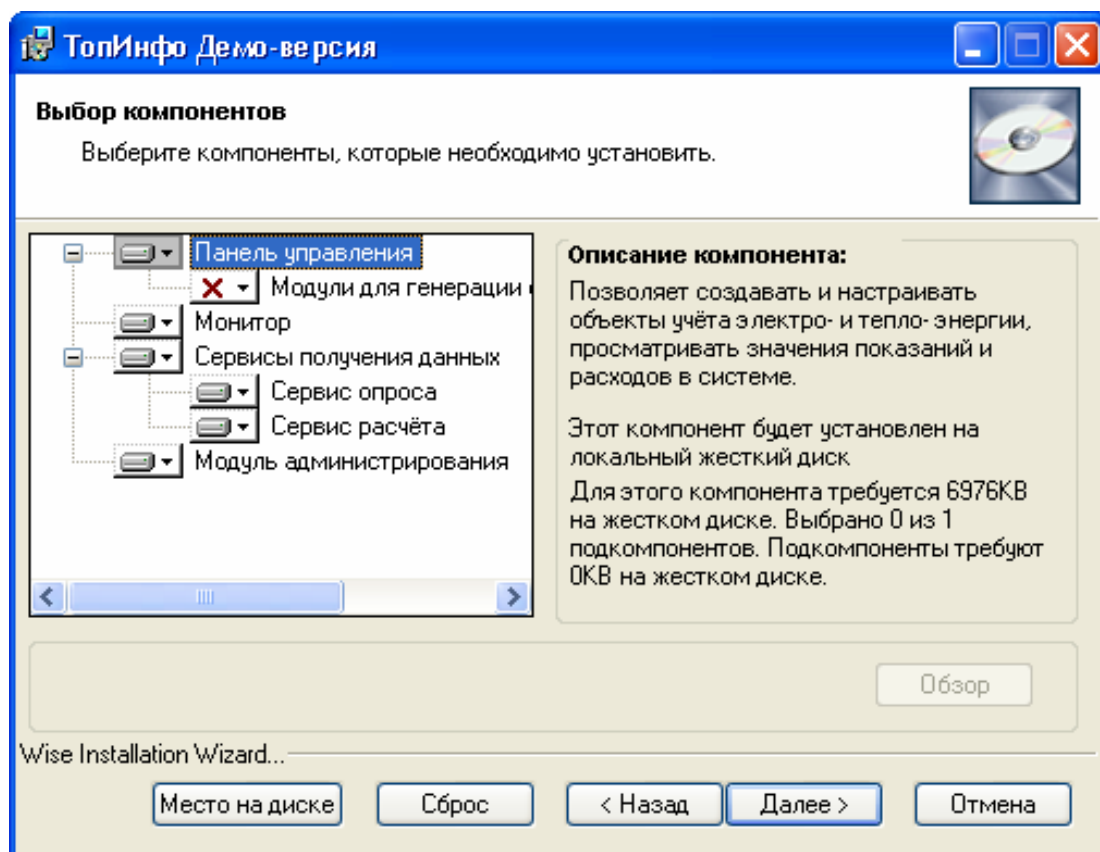 ТопИнфо Демо-версия
Выбор компонентов
Выберите компоненты, которые необходимо установить.
Панель управления
Модули для генерации
Монитор
Сервисы получения данных
Сервис опроса
Сервис расчёта
Модуль администрирования
Описание компонента:
Позволяет создавать и настраивать
объекты учёта электро- и тепло- энергии,
просматривать значения показаний и
расходов в системе.
Этот компонент будет установлен на
локальный жесткий диск
Для этого компонента требуется 6976KB
на жестком диске. Выбрано 0 из 1
подкомпонентов. Подкомпоненты требуют
0KB на жестком диске.
Обзор
Wise Installation Wizard...
Место на диске
Сброс
< Назад
Далее >
Отмена